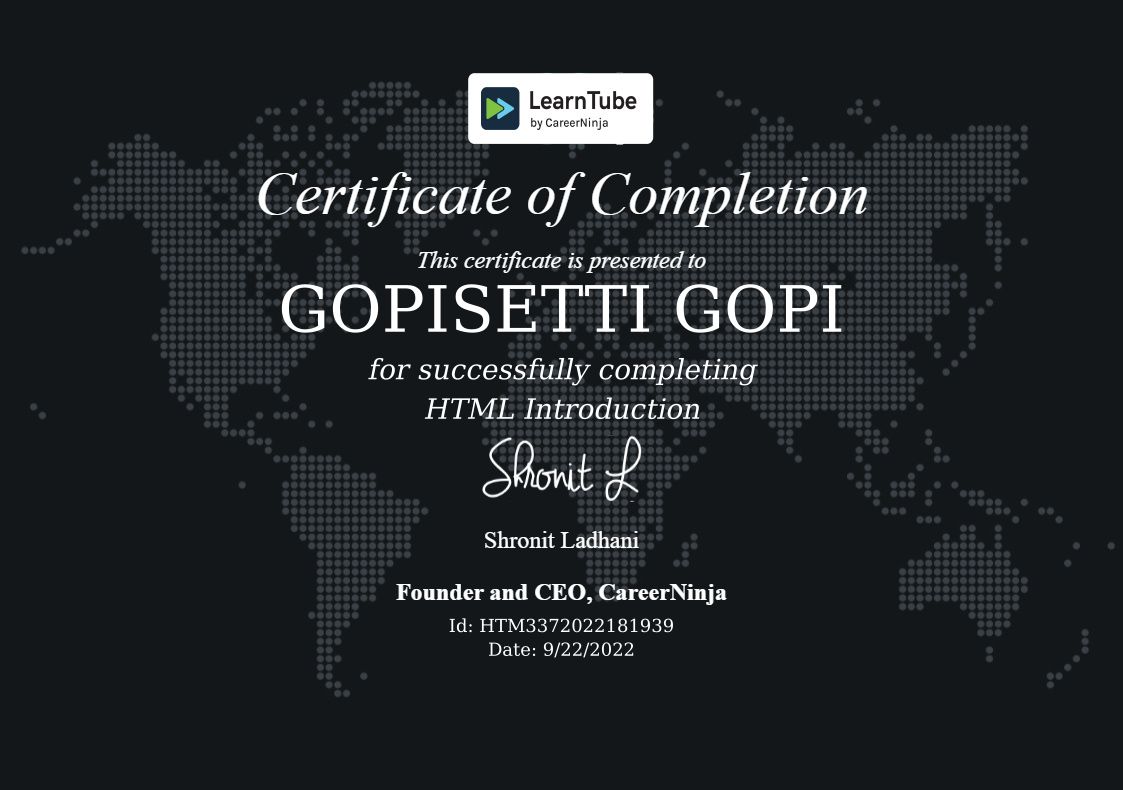 LearnTube
by CareerNinja
Certificate of Completion
This certificate is presented to
GOPISETTI GOPI
for successfully completing
HTML Introduction
Shronit L
Shronit Ladhani
Founder and CEO, CareerNinja
Id: HTM3372022181939
Date: 9/22/2022